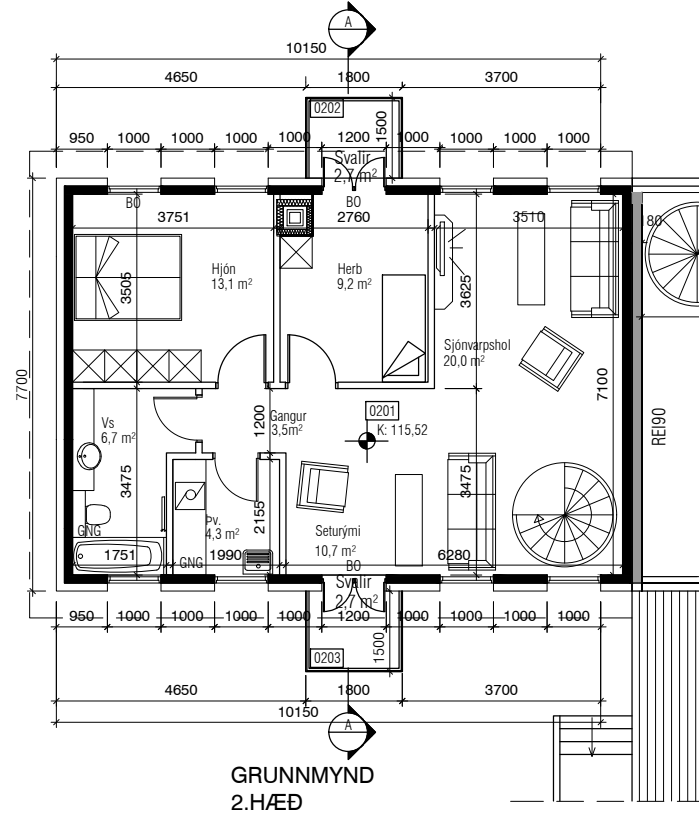 A
10150
4650 1800 3700
0202
1500
950 1000 1000 1000 1000 1200 1000 1000 1000 1000
Svalir
2,7 m²
BO BO
3751 2760 3510 180
Hjón
13,1 m²
Herb
9,2 m²
3505
3625
Sjónvarpshol
20,0 m²
7700
7100
REI90
0201
K: 115,52
Gangur
3,5m²
1200
Vs
6,7 m²
3475
3475
Þv.
4,3 m²
2155
Seturými
10,7 m²
GNG
GNG
1751 1990 6280
BO
Svalir
2,7 m²
950 1000 1000 1000 1000 1200 1000 1000 1000 1000
1500
0203
4650 1800 3700
10150
A
GRUNNMYND
2.HÆÐ